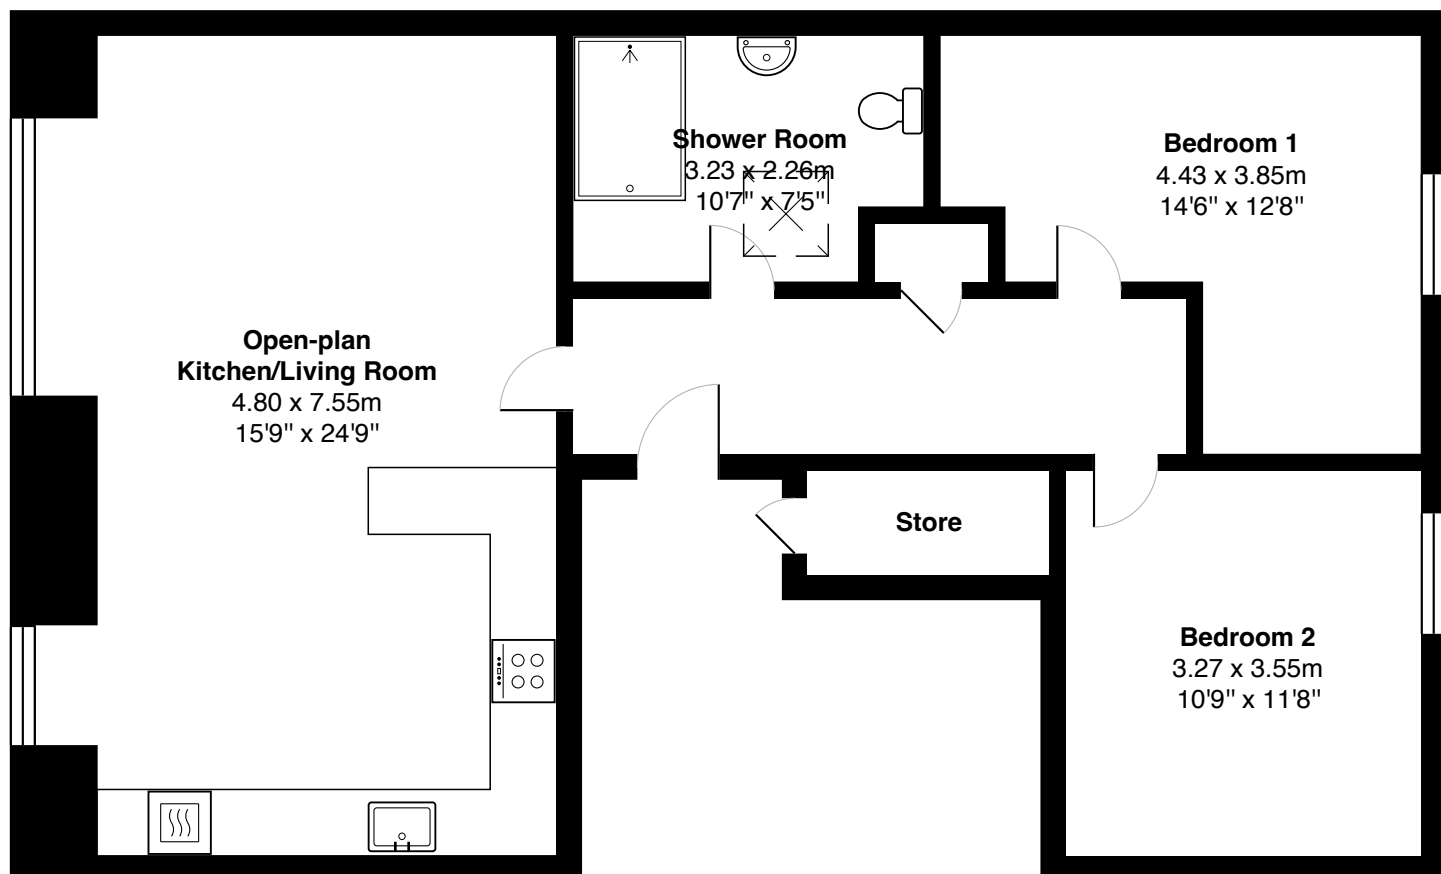 Shower Room
3.23 x 2.26m
10'7" x 7'5"
Bedroom 1
4.43 x 3.85m
14'6" x 12'8"
Open-plan
Kitchen/Living Room
4.80 x 7.55m
15'9" x 24'9"
Store
Bedroom 2
3.27 x 3.55m
10'9" x 11'8"